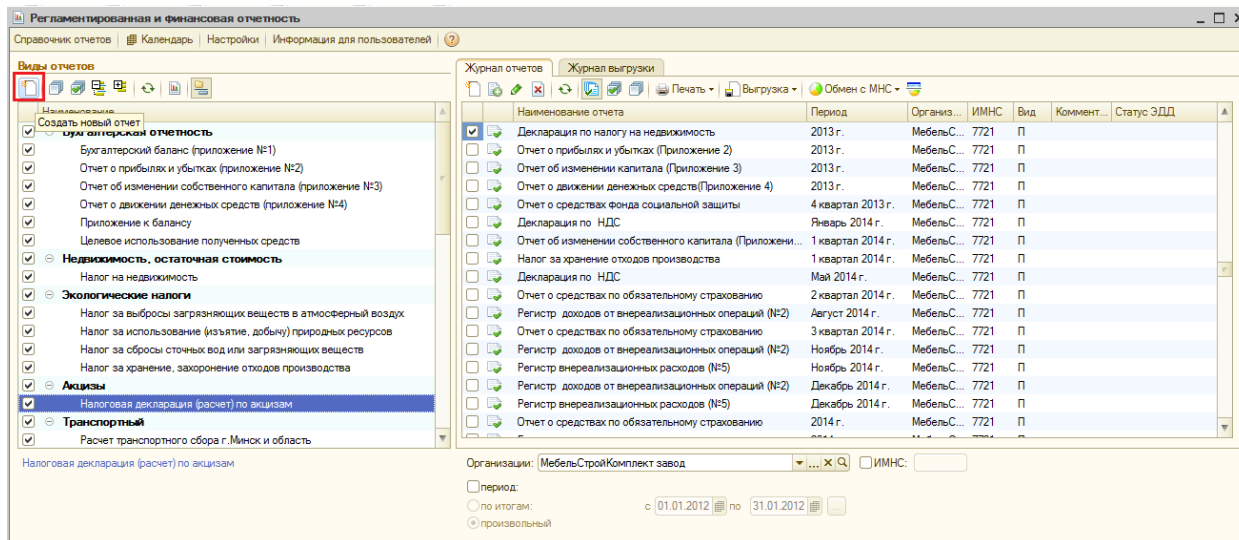 Регламентированная и финансовая отчетность
Справочник отчетов Календарь Настройки Информация для пользователей
Виды отчетов
Создать новый отчет
Бухгалтерская отчетность
Бухгалтерский баланс (приложение №1)
Отчет о прибылях и убытках (приложение №2)
Отчет об изменении собственного капитала (приложение №3)
Отчет о движении денежных средств (приложение №4)
Приложение к балансу
Целевое использование полученных средств
Недвижимость, остаточная стоимость
Налог на недвижимость
Экологические налоги
Налог за выбросы загрязняющих веществ в атмосферный воздух
Налог за использование (изъятие, добычу) природных ресурсов
Налог за сбросы сточных вод или загрязняющих веществ
Налог за хранение, захоронение отходов производства
Акцизы
Налоговая декларация (расчет) по акцизам
Транспортный
Расчет транспортного сбора г.Минск и область
Налоговая декларация (расчет) по акцизам
Журнал отчетов Журнал выгрузки
Печать Выгрузка Обмен с МНС
Наименование отчета Период Организ... ИМНС Вид Коммент... Статус ЭДД
Декларация по налогу на недвижимость 2013 г. МебельС... 7721 П
Отчет о прибылях и убытках (Приложение 2) 2013 г. МебельС... 7721 П
Отчет об изменении капитала (Приложение 3) 2013 г. МебельС... 7721 П
Отчет о движении денежных средств(Приложение 4) 2013 г. МебельС... 7721 П
Отчет о средствах фонда социальной защиты 4 квартал 2013 г. МебельС... 7721 П
Декларация по НДС Январь 2014 г. МебельС... 7721 П
Отчет об изменении собственного капитала (Приложени... 1 квартал 2014 г. МебельС... 7721 П
Налог за хранение отходов производства 1 квартал 2014 г. МебельС... 7721 П
Декларация по НДС Май 2014 г. МебельС... 7721 П
Отчет о средствах по обязательному страхованию 2 квартал 2014 г. МебельС... 7721 П
Регистр доходов от внереализационных операций (№2) Август 2014 г. МебельС... 7721 П
Отчет о средствах по обязательному страхованию 3 квартал 2014 г. МебельС... 7721 П
Регистр доходов от внереализационных операций (№2) Ноябрь 2014 г. МебельС... 7721 П
Регистр внереализационных расходов (№5) Ноябрь 2014 г. МебельС... 7721 П
Регистр доходов от внереализационных операций (№2) Декабрь 2014 г. МебельС... 7721 П
Регистр внереализационных расходов (№5) Декабрь 2014 г. МебельС... 7721 П
Отчет о средствах по обязательному страхованию 2014 г. МебельС... 7721 П
Организации: МебельСтройКомплект завод ИМНС:
период:
по итогам: с 01.01.2012 по 31.01.2012
произвольный